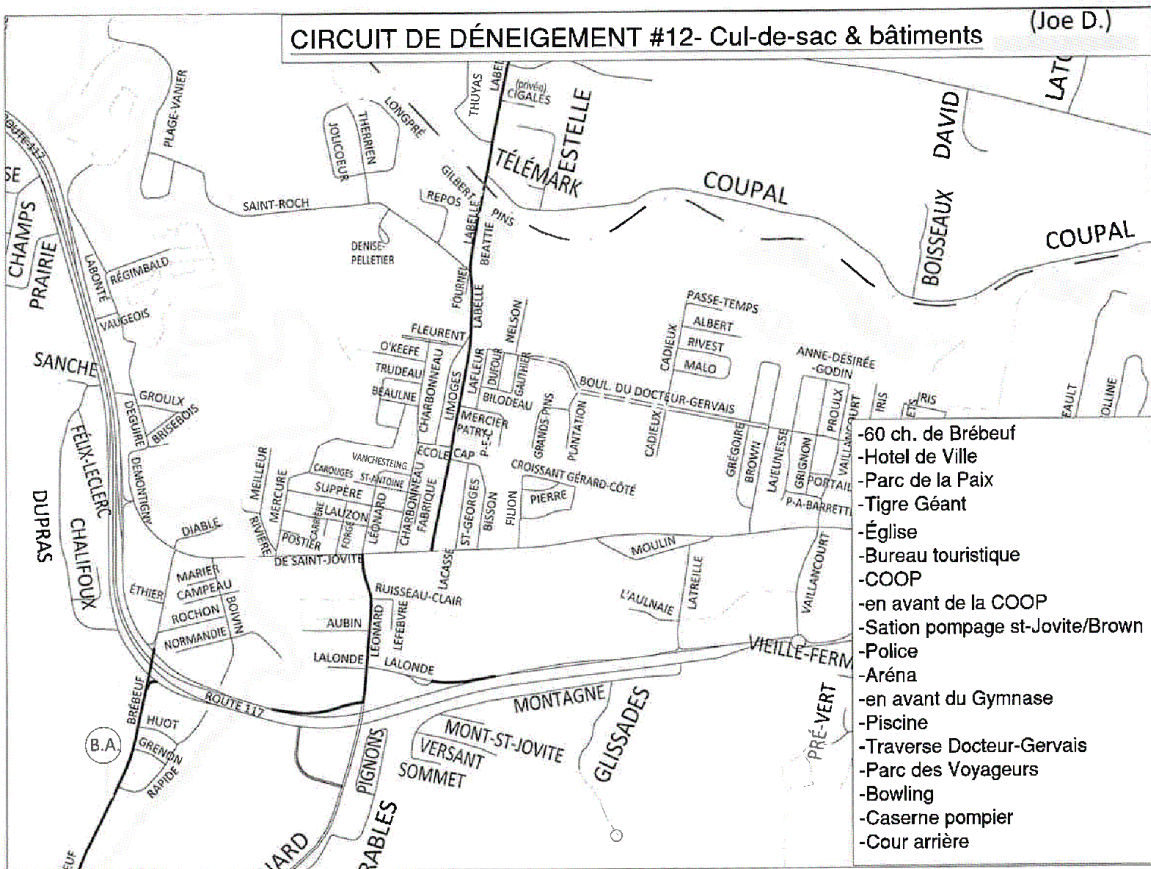 CIRCUIT DE DÉNEIGEMENT #12- Cul-de-sac & bâtiments
(Joe D.)
PLAGE-VANIER
ROUTE-117
CHAMPS
PRAIRIE
LABONTÉ
RÉGIMBALD
VAUGEOIS
SAINT-ROCH
JOLICOEUR
THERRIEN
LONGPRÉ
THUYAS
(privée)
CIGALES
ESTELLE
TÉLÉMARK
GILBERT
PINS
REPOS
LABELLE
BEATTIE
DENISE-
PELLETIER
FOURNEL
LABELLE
COUPAL
DAVID
BOISSEAUX
COUPAL
SANCHE
GROULX
BRISEBOIS
DEGUIRE
DEMONTIGNY
FÉLIX-LECLERC
DUPRAS
CHALIFOUX
FLEURENT
O'KEEFE
TRUDEAU
BEAULNE
CHARBONNEAU
LIMOGES
LAFLEUR
DUFOUR
NELSON
GAUTHIER
BILODEAU
MERCIER
PATRY
ÉCOLE
CAP
GRANDS-PINS
PLANTATION
BOUL. DU DOCTEUR-GERVAIS
CADIEUX
PASSE-TEMPS
ALBERT
RIVEST
MALO
CADIEUX
ANNE-DÉSIRÉE
-GODIN
PROULX
IRIS
IRIS
GRÉGOIRE
BROWN
LAJEUNESSE
GRIGNON
PORTAIL
P-A-BARRETTE
MEILLEUR
MERCURE
RIVIÈRE
CAROUGES
VANCHESTEING
ST-ANTOINE
SUPPÈRE
LAUZON
CARRIÈRE
FORGE
LÉONARD
POSTIER
CHARBONNEAU
FABRIQUE
ST-GEORGES
BISSON
FILION
CROISSANT GÉRARD-CÔTÉ
PIERRE
DE SAINT-JOVITE
LACASSE
DIABLE
ÉTHIER
MARIER
CAMPEAU
ROCHON
BOIVIN
NORMANDIE
RUISSEAU-CLAIR
AUBIN
LÉONARD
LEFEBVRE
LALONDE
LALONDE
MOULIN
L'AULNAIE
LATREILLE
VAILLANCOURT
VIEILLE-FERM
ROUTE 117
BRÉBEUF
HUOT
GRENON
RAPIDE
B.A.
PIGNONS
MONT-ST-JOVITE
VERSANT
SOMMET
MONTAGNE
GLISSADES
PRÉ-VERT
-60 ch. de Brébeuf
-Hotel de Ville
-Parc de la Paix
-Tigre Géant
-Église
-Bureau touristique
-COOP
-en avant de la COOP
-Sation pompage st-Jovite/Brown
-Police
-Aréna
-en avant du Gymnase
-Piscine
-Traverse Docteur-Gervais
-Parc des Voyageurs
-Bowling
-Caserne pompier
-Cour arrière